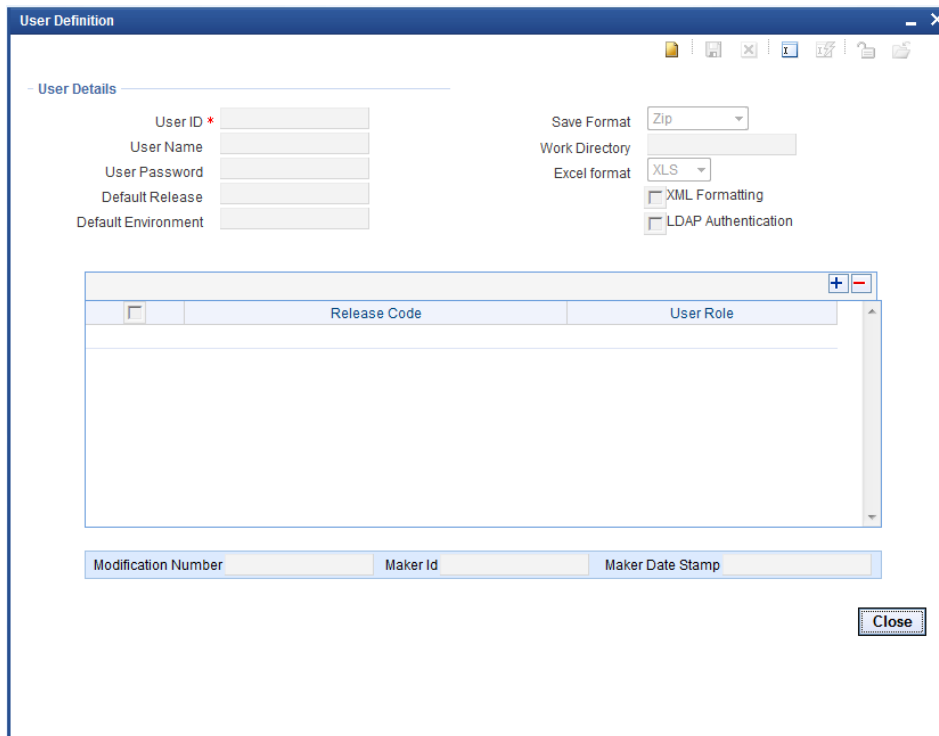 User Definition
User Details
User ID *
User Name
User Password
Default Release
Default Environment
Save Format Zip
Work Directory
Excel format XLS
XML Formatting
LDAP Authentication
Release Code User Role
Modification Number Maker Id Maker Date Stamp
Close